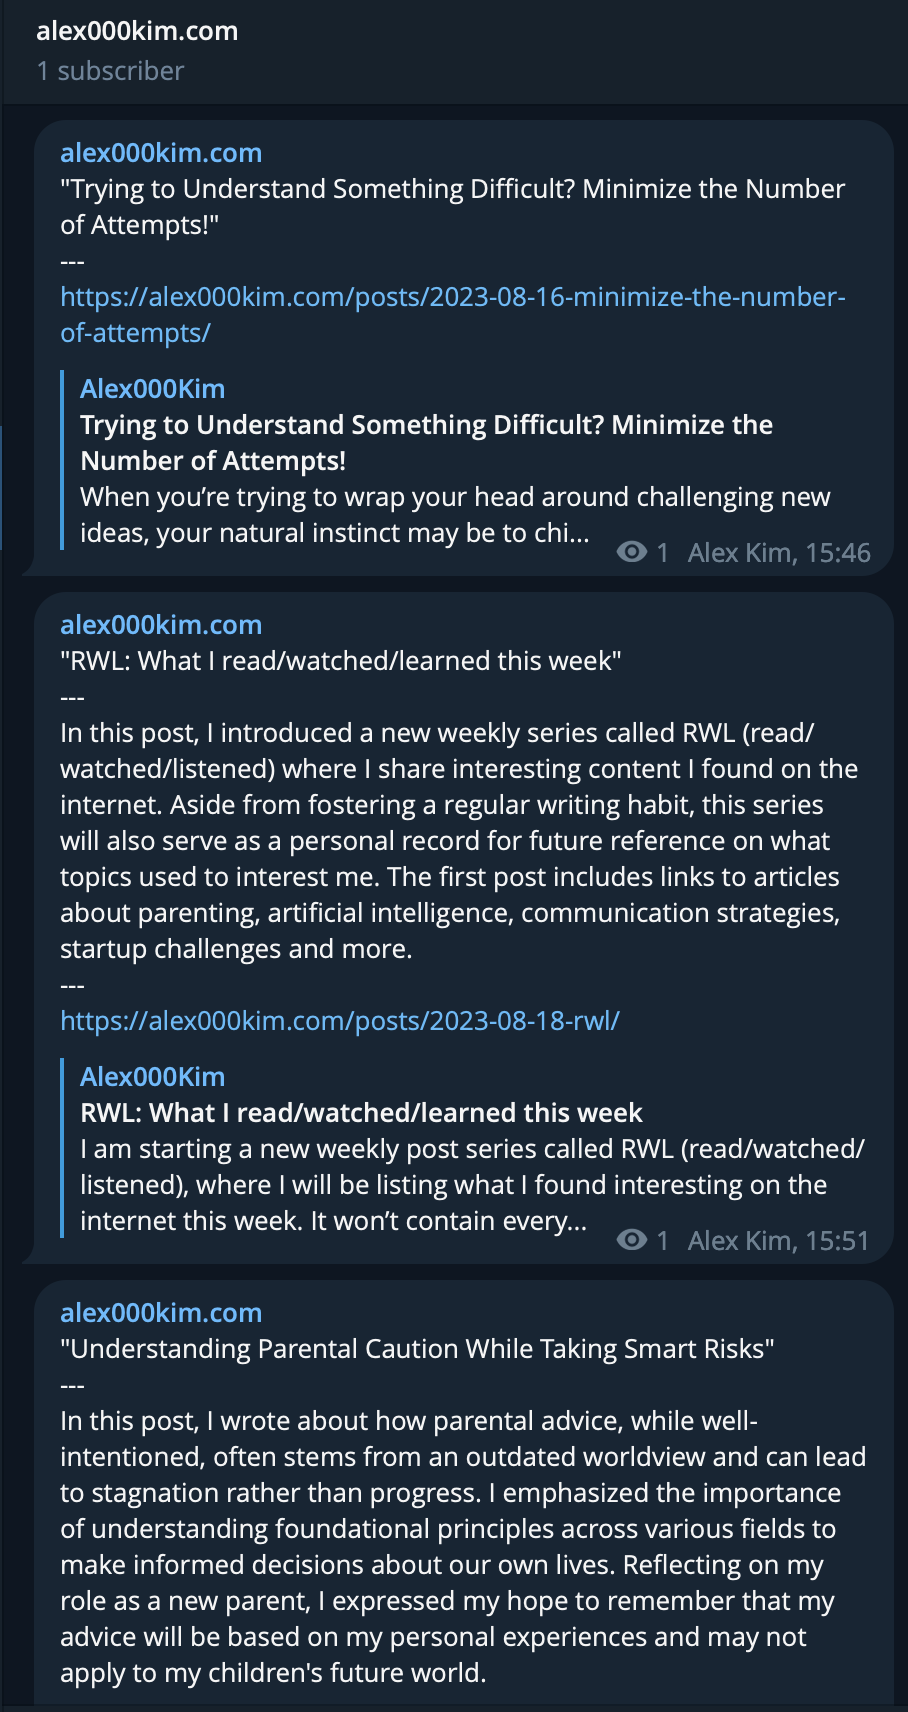 alex000kim.com
1 subscriber
alex000kim.com
"Trying to Understand Something Difficult? Minimize the Number
of Attempts!"
---
https://alex000kim.com/posts/2023-08-16-minimize-the-number-
of-attempts/
Alex000Kim
Trying to Understand Something Difficult? Minimize the
Number of Attempts!
When you’re trying to wrap your head around challenging new
ideas, your natural instinct may be to chi...
1 Alex Kim, 15:46
alex000kim.com
"RWL: What I read/watched/learned this week"
---
In this post, I introduced a new weekly series called RWL (read/
watched/listened) where I share interesting content I found on the
internet. Aside from fostering a regular writing habit, this series
will also serve as a personal record for future reference on what
topics used to interest me. The first post includes links to articles
about parenting, artificial intelligence, communication strategies,
startup challenges and more.
---
https://alex000kim.com/posts/2023-08-18-rwl/
Alex000Kim
RWL: What I read/watched/learned this week
I am starting a new weekly post series called RWL (read/watched/
listened), where I will be listing what I found interesting on the
internet this week. It won’t contain every...
1 Alex Kim, 15:51
alex000kim.com
"Understanding Parental Caution While Taking Smart Risks"
---
In this post, I wrote about how parental advice, while well-
intentioned, often stems from an outdated worldview and can lead
to stagnation rather than progress. I emphasized the importance
of understanding foundational principles across various fields to
make informed decisions about our own lives. Reflecting on my
role as a new parent, I expressed my hope to remember that my
advice will be based on my personal experiences and may not
apply to my children's future world.